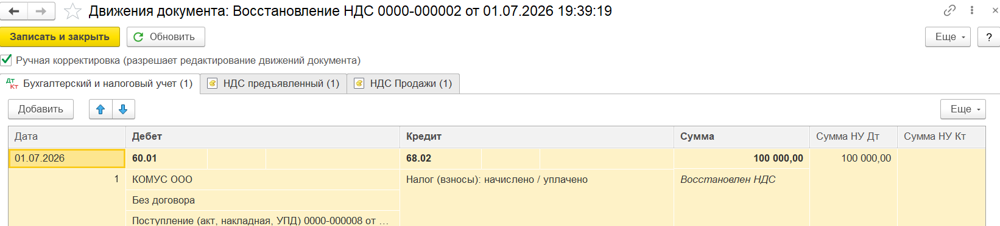 Движения документа: Восстановление НДС 0000-000002 от 01.07.2026 19:39:19
Записать и закрыть Обновить Еще ?
Ручная корректировка (разрешает редактирование движений документа)
Дт Кт Бухгалтерский и налоговый учет (1) НДС предъявленный (1) НДС Продажи (1)
Добавить Еще
Дата Дебет Кредит Сумма Сумма НУ Дт Сумма НУ Кт
01.07.2026 60.01 68.02 100 000,00 100 000,00
1 КОМУС ООО Налог (взносы): начислено / уплачено Восстановлен НДС
Без договора
Поступление (акт, накладная, УПД) 0000-000008 от ...